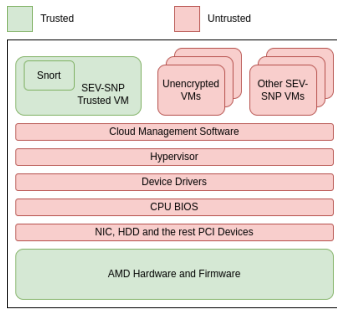 Trusted
Untrusted
Snort
SEV-SNP
Trusted VM
Unencrypted
VMs
Other SEV-
SNP VMs
Cloud Management Software
Hypervisor
Device Drivers
CPU BIOS
NIC, HDD and the rest PCI Devices
AMD Hardware and Firmware